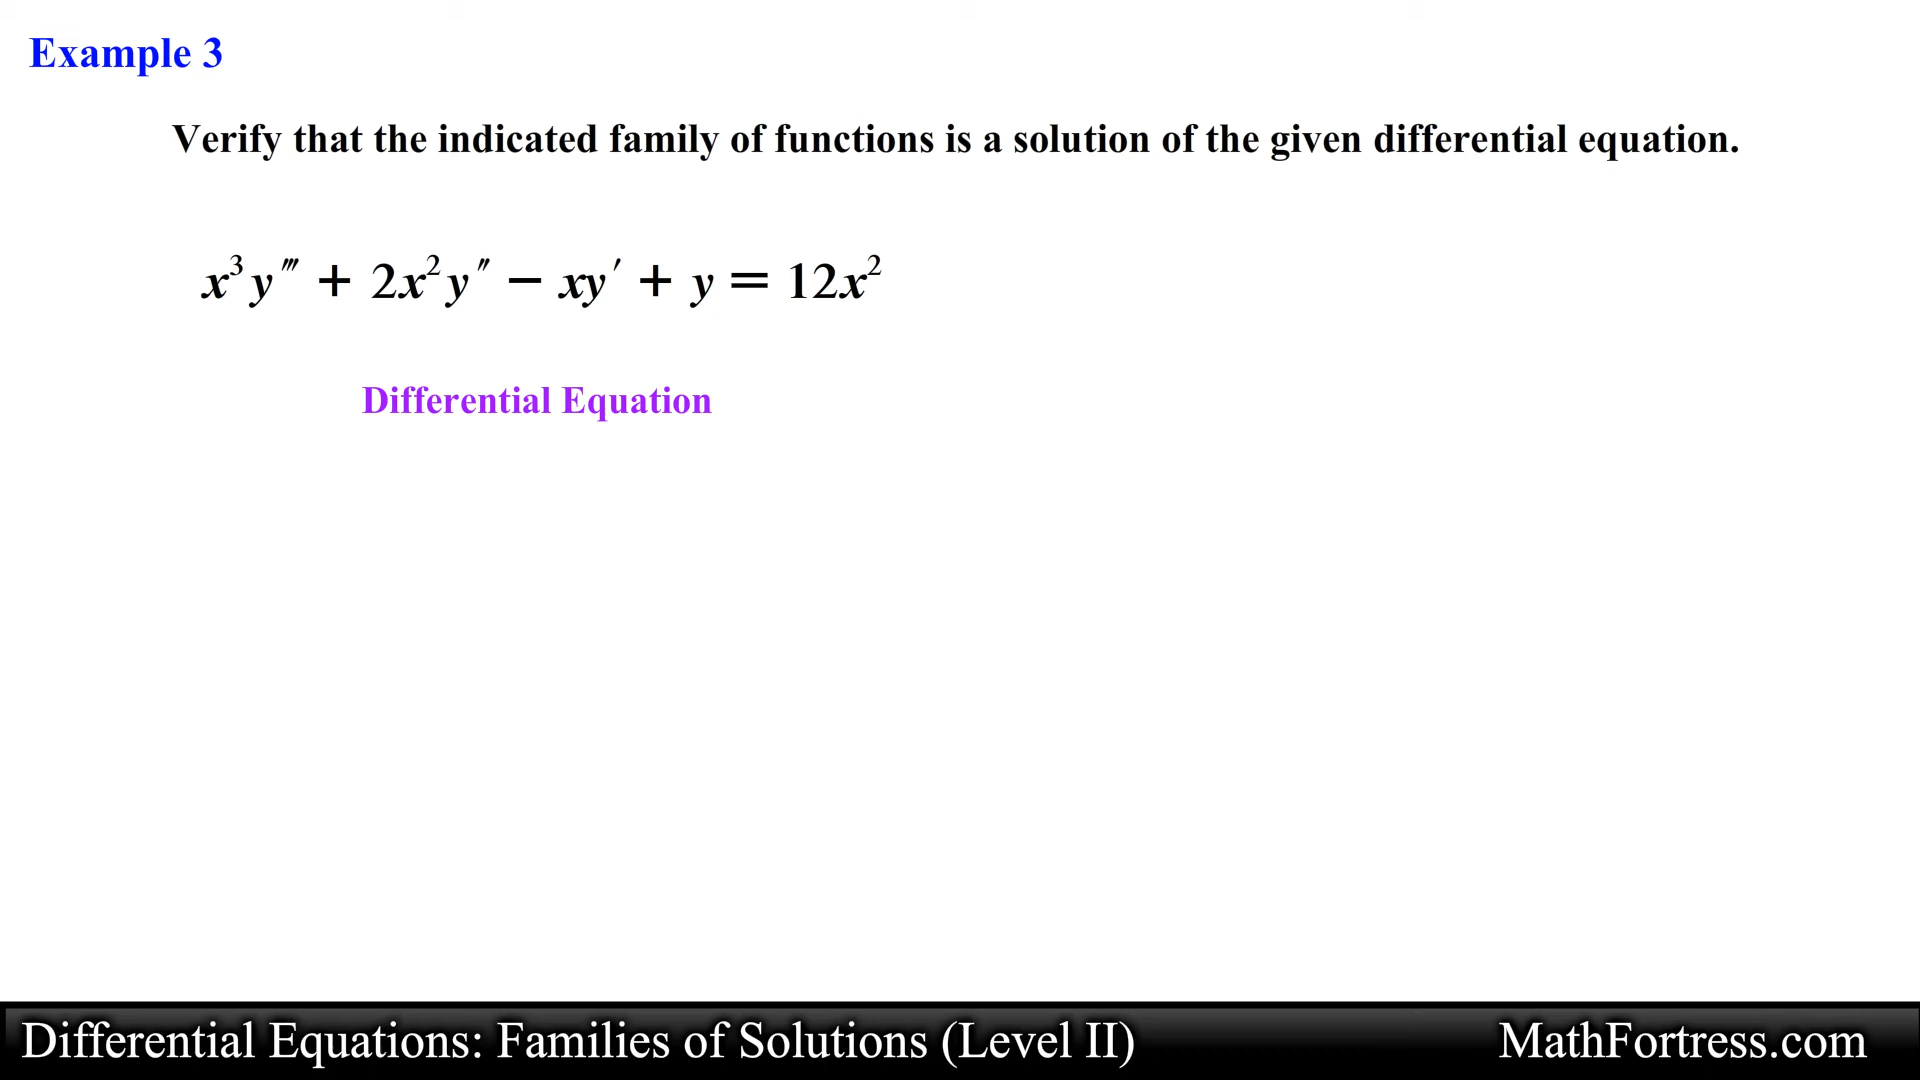 Example 3
Verify that the indicated family of functions is a solution of the given differential equation.
x³y‴ + 2x²y″ − xy′ + y = 12x²
Differential Equation
Differential Equations: Families of Solutions (Level II)
MathFortress.com